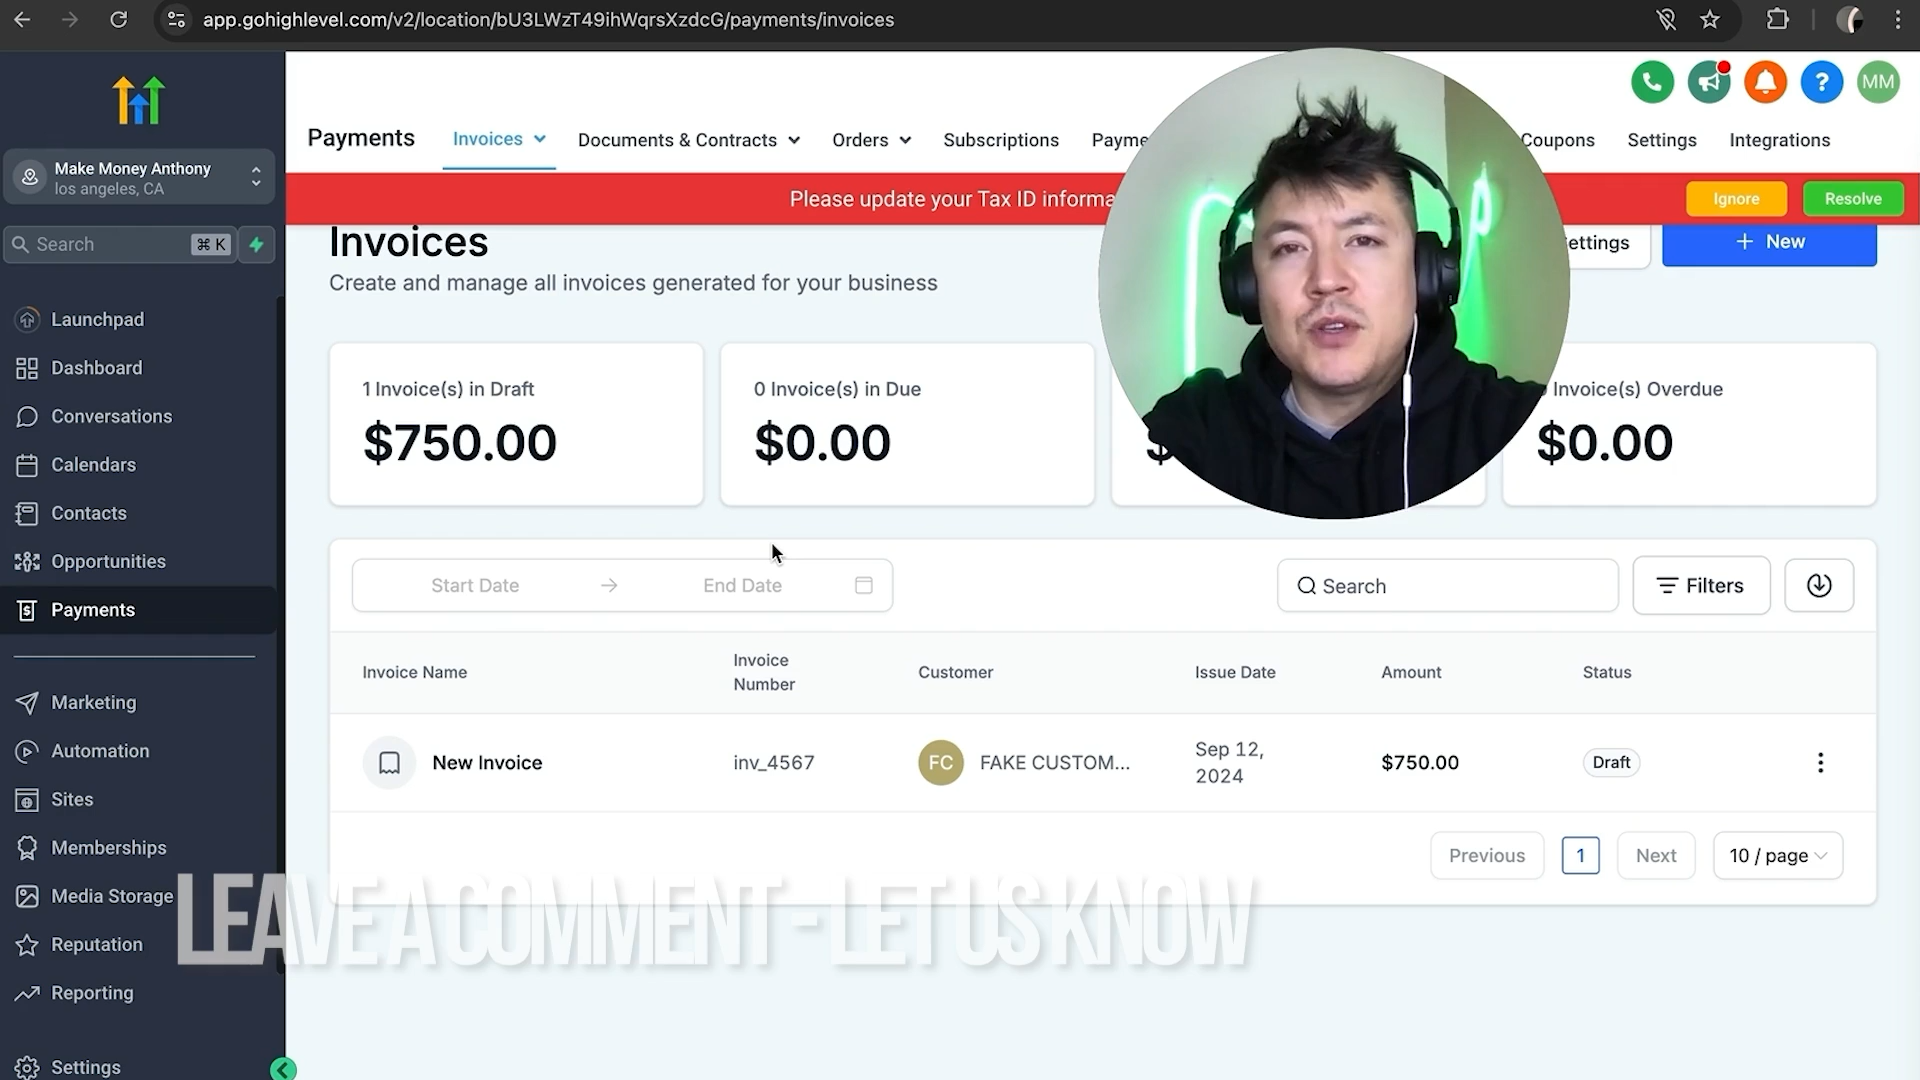 app.gohighlevel.com/v2/location/bU3LWzT49ihWqrsXzdcG/payments/invoices
MM
Payments
Invoices
Documents & Contracts
Orders
Subscriptions
Coupons
Settings
Integrations
Make Money Anthony
los angeles, CA
Please update your Tax ID
Ignore
Resolve
Search
⌘ K
Invoices
Create and manage all invoices generated for your business
+ New
Launchpad
Dashboard
Conversations
Calendars
Contacts
Opportunities
Payments
Marketing
Automation
Sites
Memberships
Media Storage
Reputation
Reporting
Settings
1 Invoice(s) in Draft
$750.00
0 Invoice(s) in Due
$0.00
$
Invoice(s) Overdue
$0.00
Start Date
End Date
Search
Filters
Invoice Name
Invoice
Number
Customer
Issue Date
Amount
Status
New Invoice
inv_4567
FC
FAKE CUSTOM...
Sep 12,
2024
$750.00
Draft
Previous
1
Next
10 / page
LEAVE A COMMENT - LET US KNOW